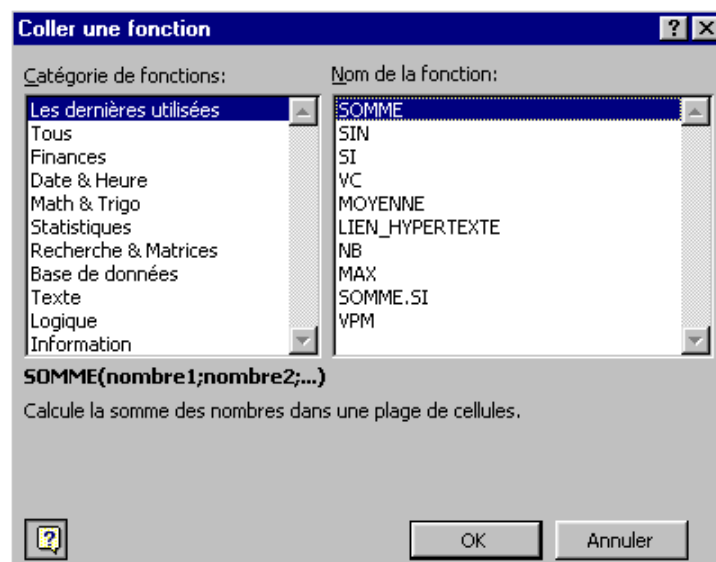 Coller une fonction
Catégorie de fonctions:
Nom de la fonction:
Les dernières utilisées
Tous
Finances
Date & Heure
Math & Trigo
Statistiques
Recherche & Matrices
Base de données
Texte
Logique
Information
SOMME
SIN
SI
VC
MOYENNE
LIEN_HYPERTEXTE
NB
MAX
SOMME.SI
VPM
SOMME(nombre1;nombre2;...)
Calcule la somme des nombres dans une plage de cellules.
OK
Annuler